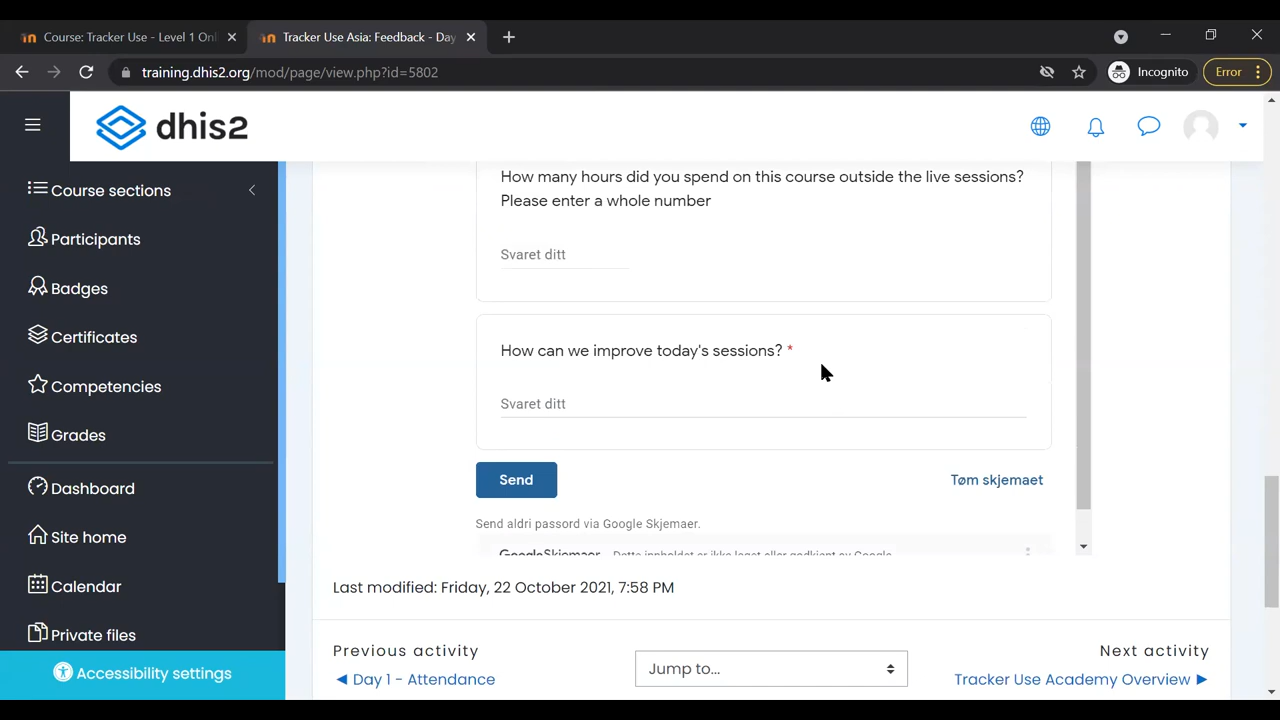 Course: Tracker Use - Level 1 Onl
Tracker Use Asia: Feedback - Day
training.dhis2.org/mod/page/view.php?id=5802
Incognito
Error
dhis2
Course sections
Participants
Badges
Certificates
Competencies
Grades
Dashboard
Site home
Calendar
Private files
Accessibility settings
How many hours did you spend on this course outside the live sessions?
Please enter a whole number
Svaret ditt
How can we improve today's sessions? *
Svaret ditt
Send
Tøm skjemaet
Send aldri passord via Google Skjemaer.
GoogleSkjemaer Dette innholdet er ikke laget eller godkjent av Google.
Last modified: Friday, 22 October 2021, 7:58 PM
Previous activity
◀ Day 1 - Attendance
Jump to...
Next activity
Tracker Use Academy Overview ▶